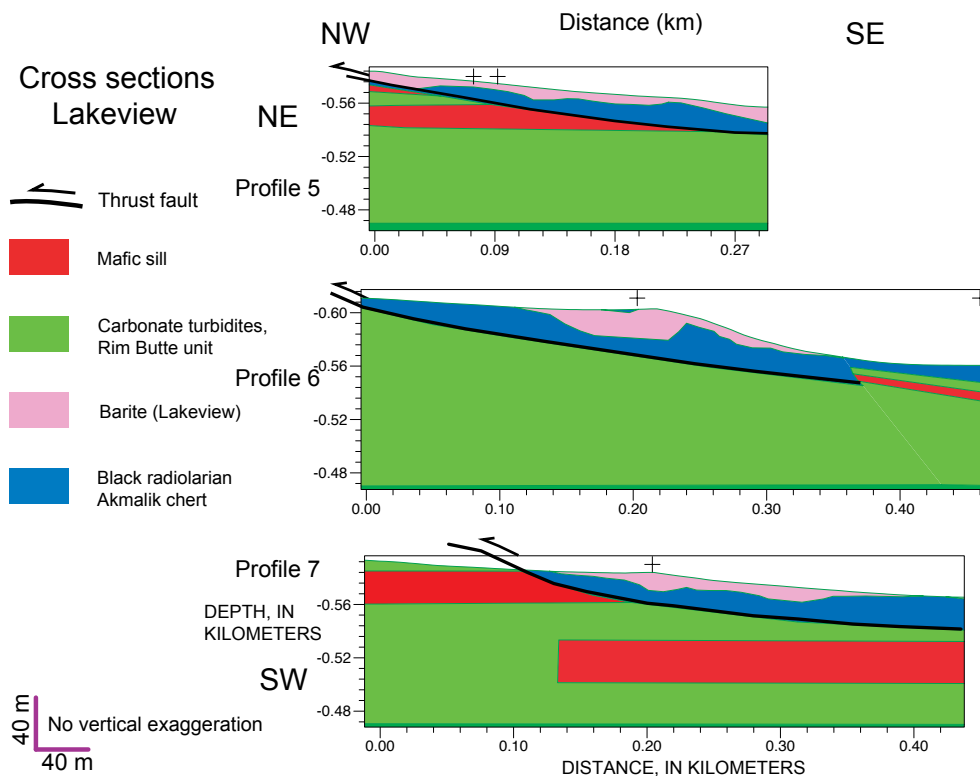 NW
Distance (km)
SE
Cross sections
Lakeview
NE
Thrust fault
Mafic sill
Carbonate turbidites,
Rim Butte unit
Barite (Lakeview)
Black radiolarian
Akmalik chert
Profile 5
-0.56
-0.52
-0.48
0.00 0.09 0.18 0.27
Profile 6
-0.60
-0.56
-0.52
-0.48
0.00 0.10 0.20 0.30 0.40
Profile 7
DEPTH, IN
KILOMETERS
SW
-0.56
-0.52
-0.48
0.00 0.10 0.20 0.30 0.40
DISTANCE, IN KILOMETERS
40 m
No vertical exaggeration
40 m